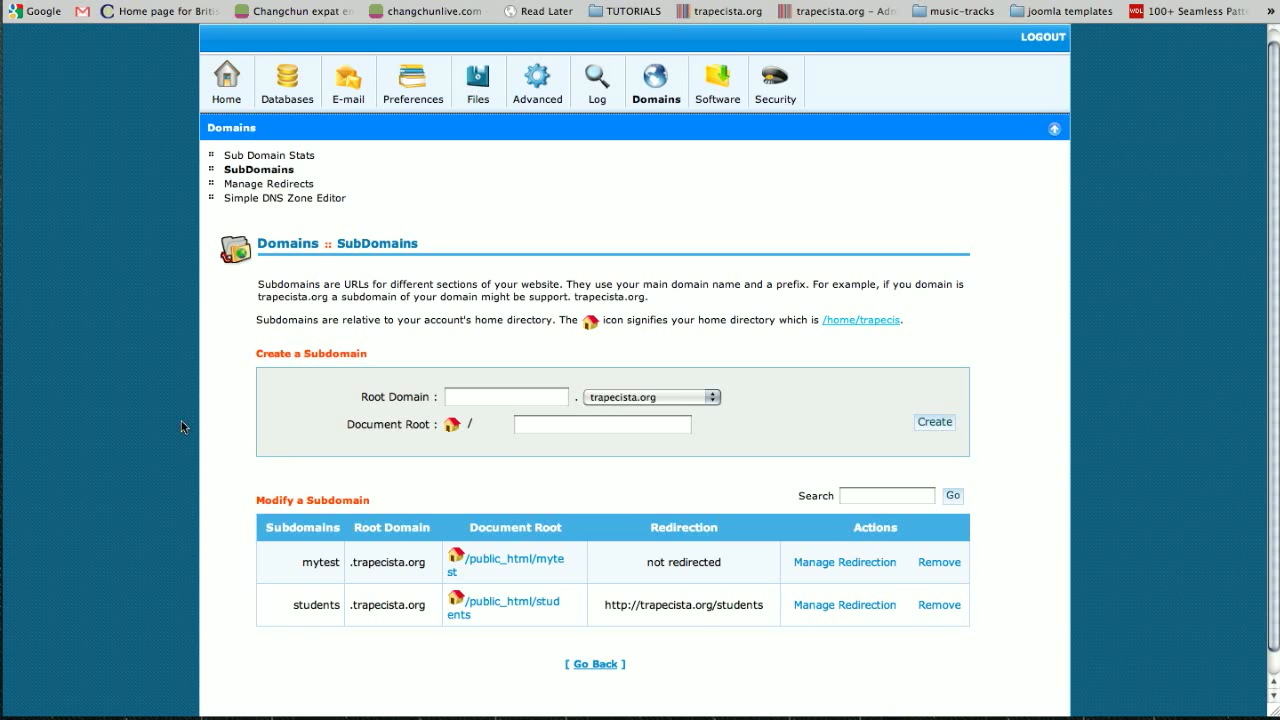 Google Home page for Britis Changchun expat e changchunlive.com Read Later TUTORIALS trapecista.org trapecista.org - Adm music-tracks joomla templates WDL 100+ Seamless Patt »
LOGOUT
Home Databases E-mail Preferences Files Advanced Log Domains Software Security
Domains
Sub Domain Stats
SubDomains
Manage Redirects
Simple DNS Zone Editor
Domains :: SubDomains
Subdomains are URLs for different sections of your website. They use your main domain name and a prefix. For example, if you domain is
trapecista.org a subdomain of your domain might be support. trapecista.org.
Subdomains are relative to your account's home directory. The icon signifies your home directory which is /home/trapecis.
Create a Subdomain
Root Domain : . trapecista.org
Document Root : /
Create
Search Go
Modify a Subdomain
Subdomains Root Domain Document Root Redirection Actions
mytest .trapecista.org /public_html/myte
st not redirected Manage Redirection Remove
students .trapecista.org /public_html/stud
ents http://trapecista.org/students Manage Redirection Remove
[ Go Back ]